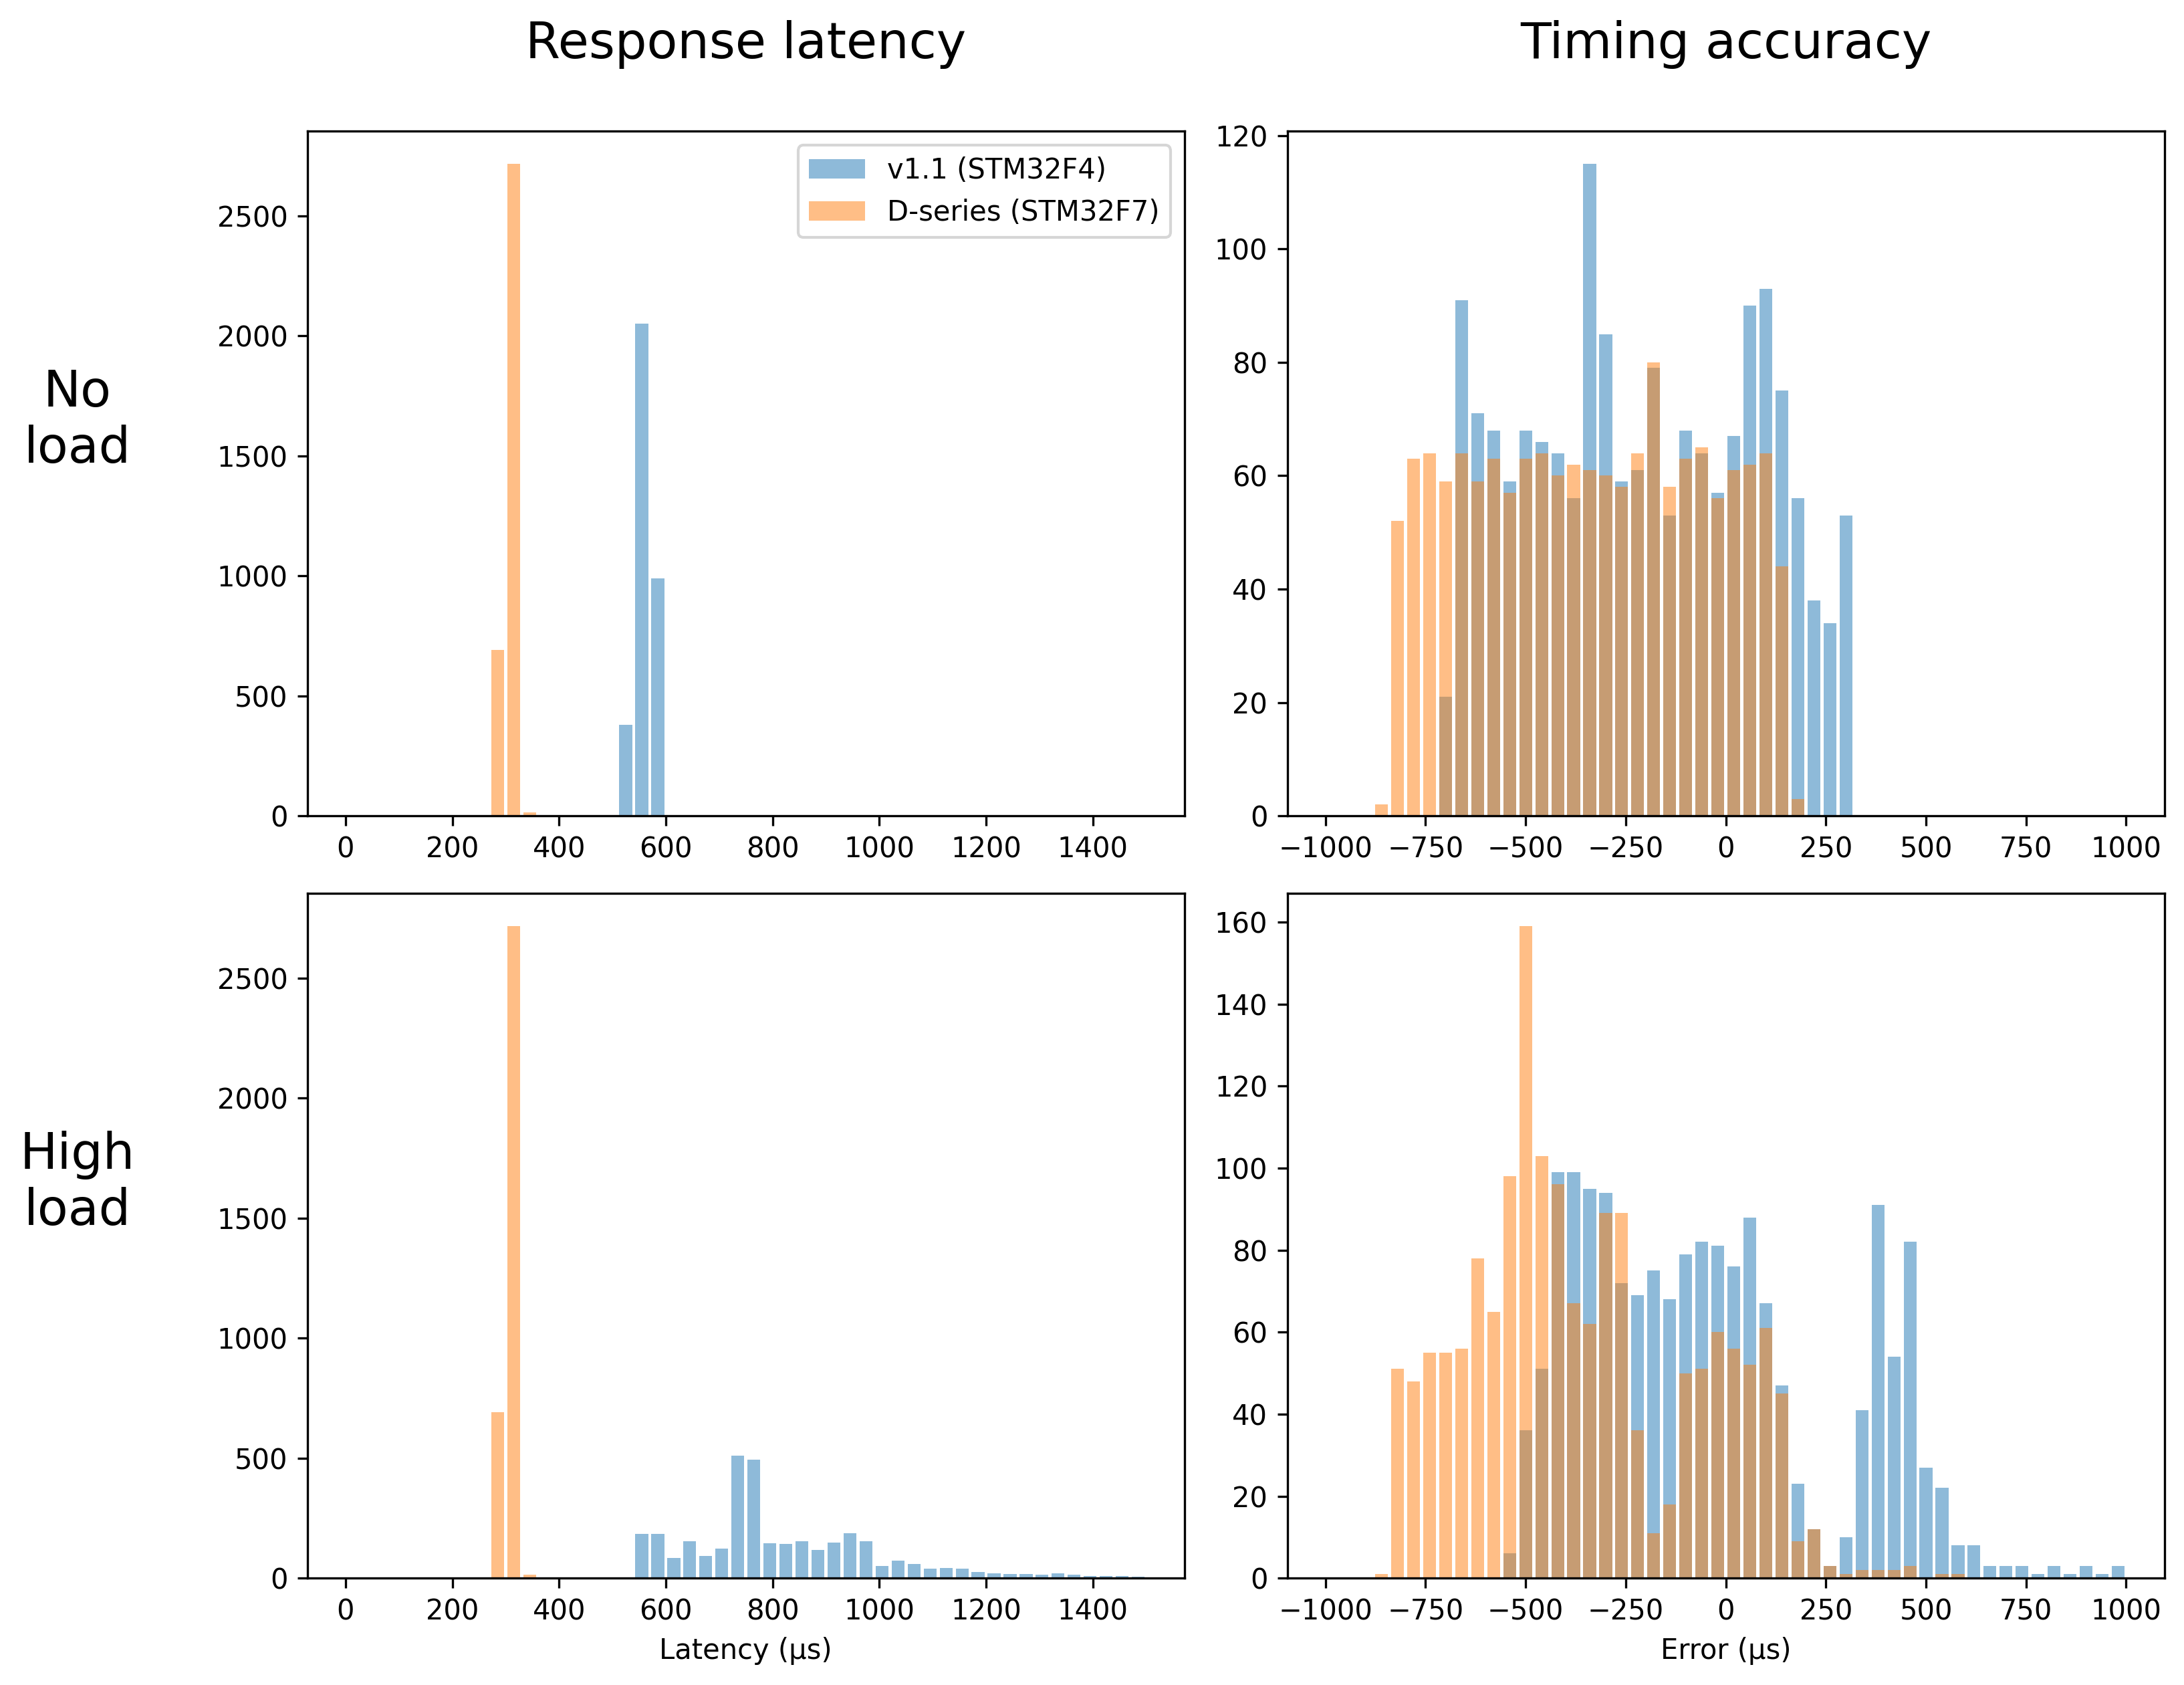 Response latency
Timing accuracy
No
load
2500
2000
1500
1000
500
0
v1.1 (STM32F4)
D-series (STM32F7)
0 200 400 600 800 1000 1200 1400
120
100
80
60
40
20
0
−1000 −750 −500 −250 0 250 500 750 1000
High
load
2500
2000
1500
1000
500
0
0 200 400 600 800 1000 1200 1400
Latency (μs)
160
140
120
100
80
60
40
20
0
−1000 −750 −500 −250 0 250 500 750 1000
Error (μs)